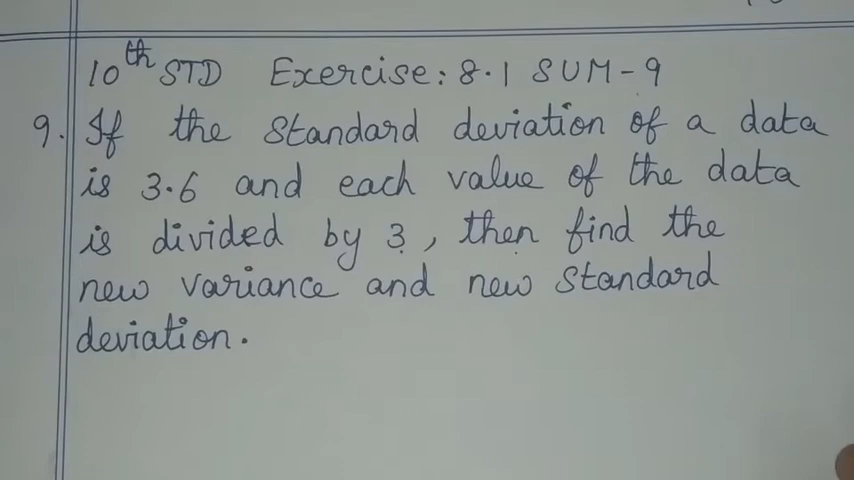 10th STD Exercise: 8.1 SUM-9
9. If the standard deviation of a data
is 3.6 and each value of the data
is divided by 3, then find the
new variance and new standard
deviation.